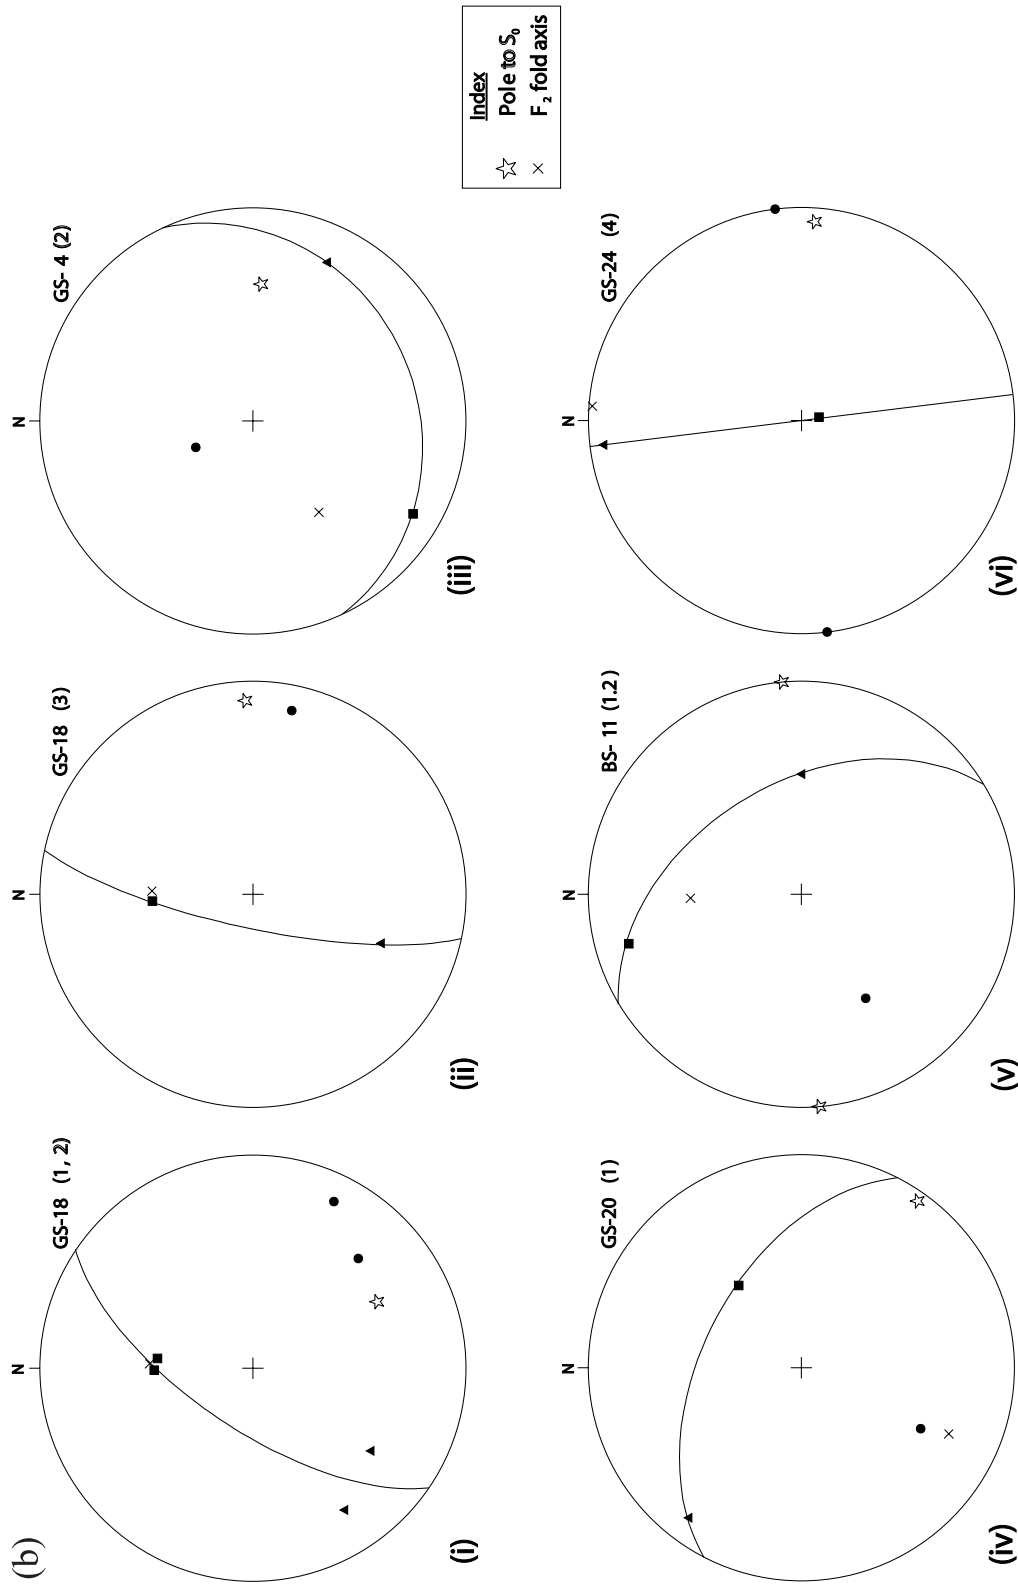 (b)
GS-18 (1, 2)
N
(i)
GS-18 (3)
N
(ii)
GS- 4 (2)
N
(iii)
GS-20 (1)
N
(iv)
BS- 11 (1.2)
N
(v)
GS-24 (4)
N
(vi)
Index
Pole to S₀
F₂ fold axis